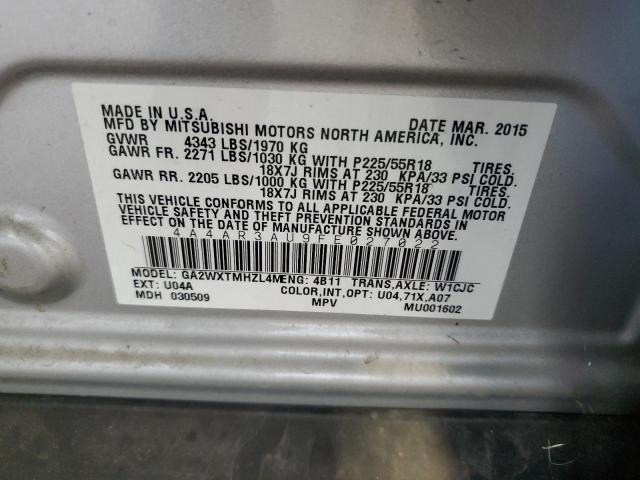 MADE IN U.S.A. DATE MAR. 2015
MFD BY MITSUBISHI MOTORS NORTH AMERICA, INC.
GVWR 4343 LBS/1970 KG
GAWR FR. 2271 LBS/1030 KG WITH P225/55R18 TIRES,
18X7J RIMS AT 230 KPA/33 PSI COLD.
GAWR RR. 2205 LBS/1000 KG WITH P225/55R18 TIRES,
18X7J RIMS AT 230 KPA/33 PSI COLD.
THIS VEHICLE CONFORMS TO ALL APPLICABLE FEDERAL MOTOR
VEHICLE SAFETY AND THEFT PREVENTION STANDARDS IN
EFFECT ON THE DATE OF MANUFACTURE SHOWN ABOVE.
4A4AR3AU9FE027022
MODEL: GA2WXTMHZL4M ENG: 4B11 TRANS,AXLE: W1CJC
EXT: U04A COLOR,INT,OPT: U04,71X,A07
MDH 030509 MPV MU001602